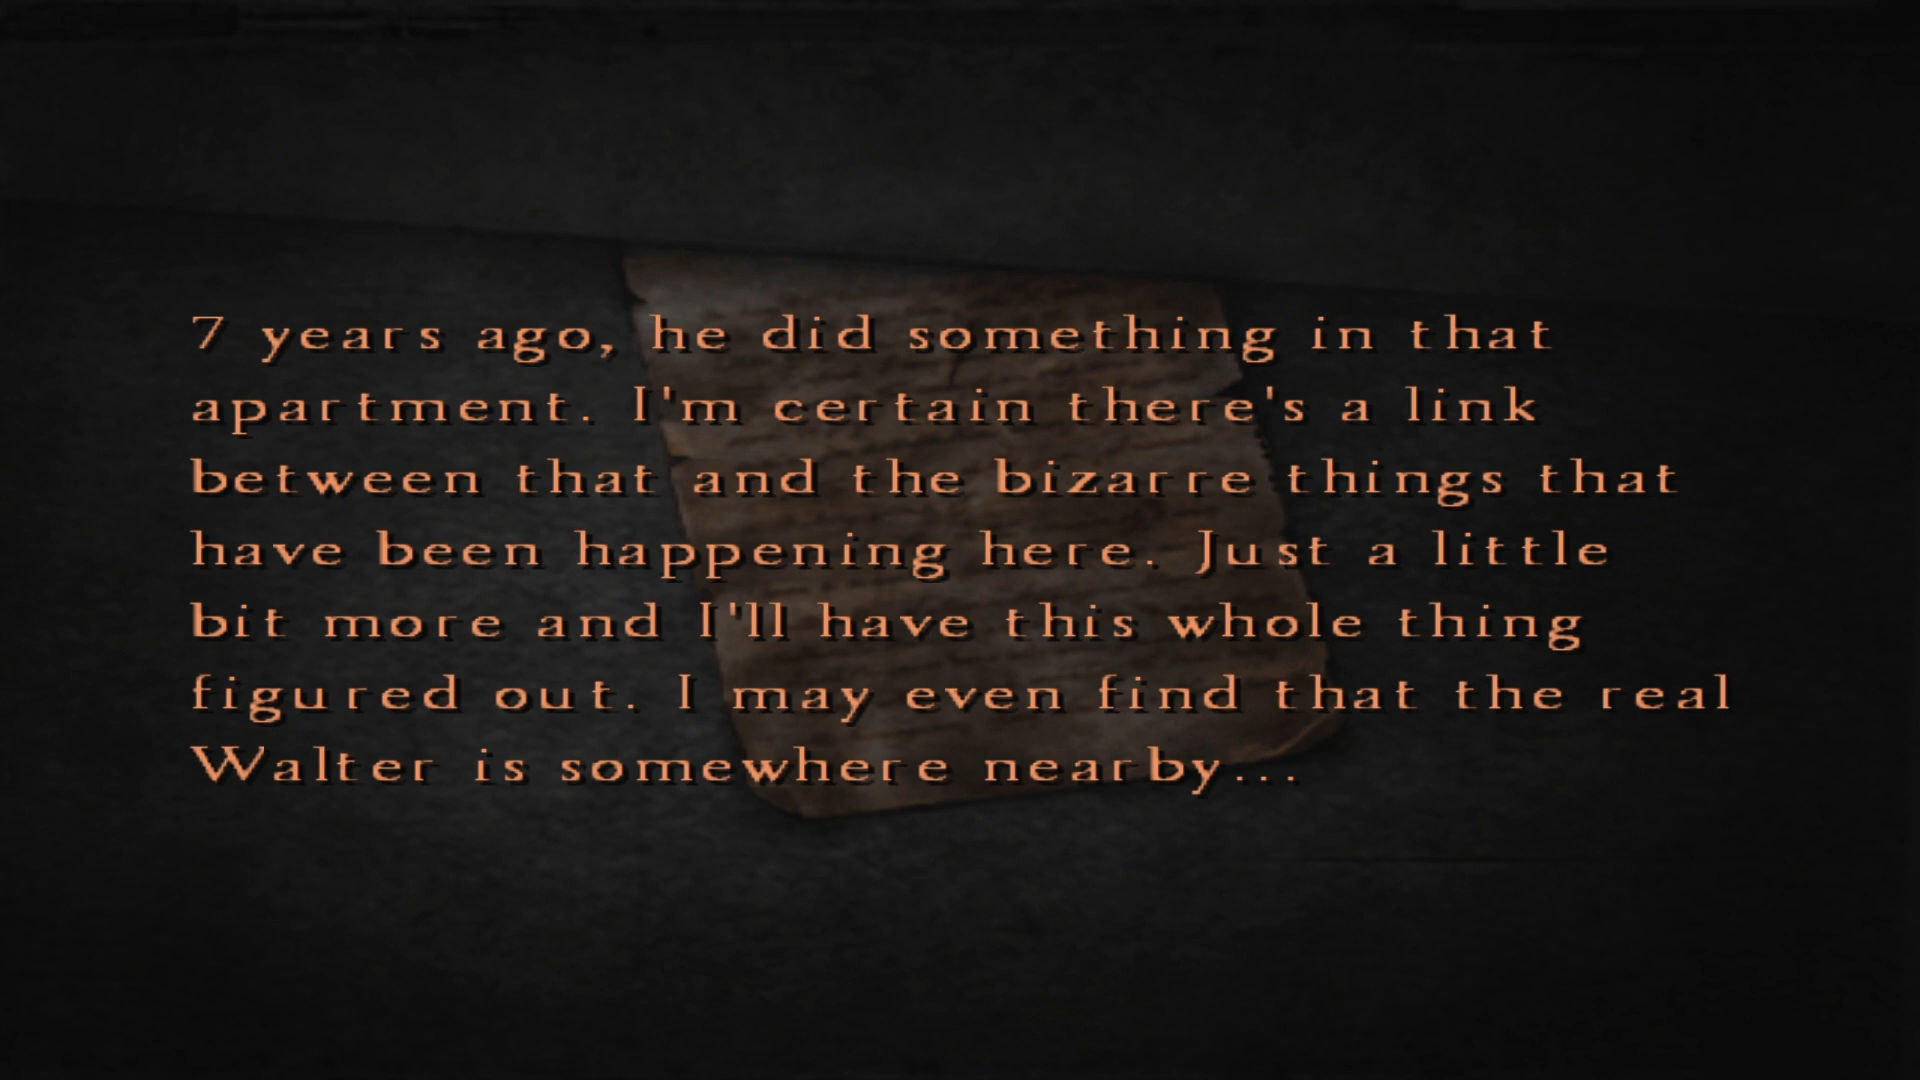 7 years ago, he did something in that
apartment. I'm certain there's a link
between that and the bizarre things that
have been happening here. Just a little
bit more and I'll have this whole thing
figured out. I may even find that the real
Walter is somewhere nearby...